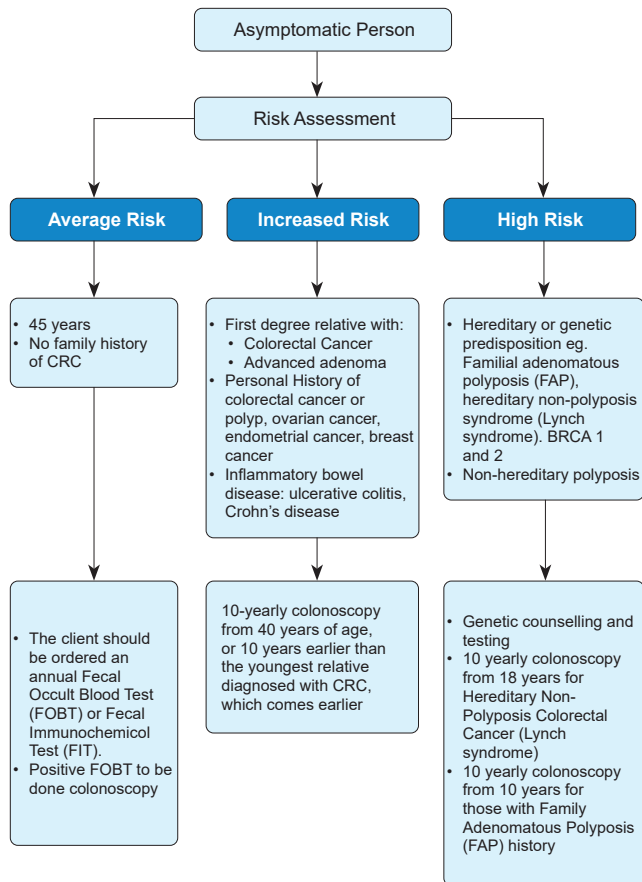 Asymptomatic Person
Risk Assessment
Average Risk
Increased Risk
High Risk
• 45 years
• No family history
of CRC
• First degree relative with:
• Colorectal Cancer
• Advanced adenoma
• Personal History of
colorectal cancer or
polyp, ovarian cancer,
endometrial cancer, breast
cancer
• Inflammatory bowel
disease: ulcerative colitis,
Crohn's disease
• Hereditary or genetic
predisposition eg.
Familial adenomatous
polyposis (FAP),
hereditary non-polyposis
syndrome (Lynch
syndrome). BRCA 1
and 2
• Non-hereditary polyposis
• The client should
be ordered an
annual Fecal
Occult Blood Test
(FOBT) or Fecal
Immunochemicol
Test (FIT).
• Positive FOBT to be
done colonoscopy
10-yearly colonoscopy
from 40 years of age,
or 10 years earlier than
the youngest relative
diagnosed with CRC,
which comes earlier
• Genetic counselling and
testing
• 10 yearly colonoscopy
from 18 years for
Hereditary Non-
Polyposis Colorectal
Cancer (Lynch
syndrome)
• 10 yearly colonoscopy
from 10 years for
those with Family
Adenomatous Polyposis
(FAP) history